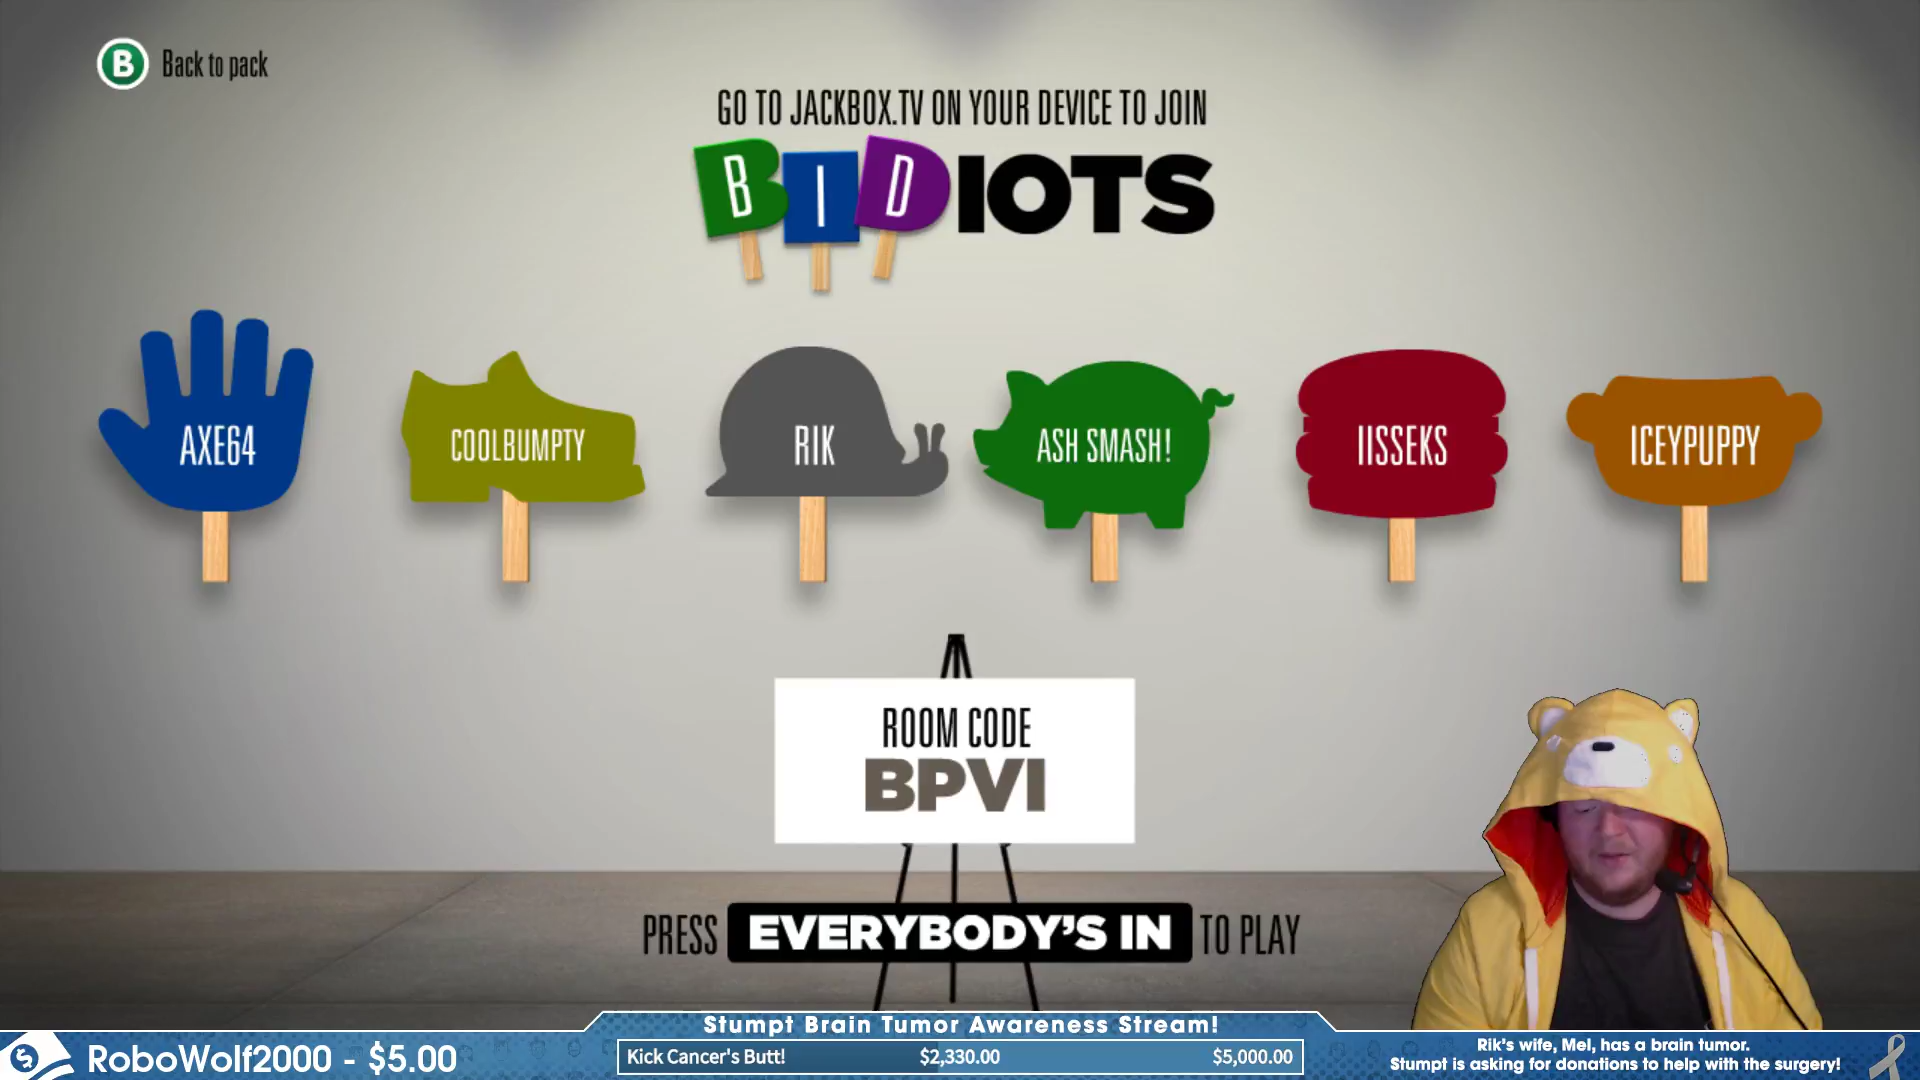 B Back to pack
GO TO JACKBOX.TV ON YOUR DEVICE TO JOIN
BIDIOTS
AXE64
COOLBUMPTY
RIK
ASH SMASH!
IISSEKS
ICEYPUPPY
ROOM CODE
BPVI
PRESS EVERYBODY'S IN TO PLAY
Stumpt Brain Tumor Awareness Stream!
RoboWolf2000 - $5.00
Kick Cancer's Butt! $2,330.00 $5,000.00
Rik's wife, Mel, has a brain tumor.
Stumpt is asking for donations to help with the surgery!